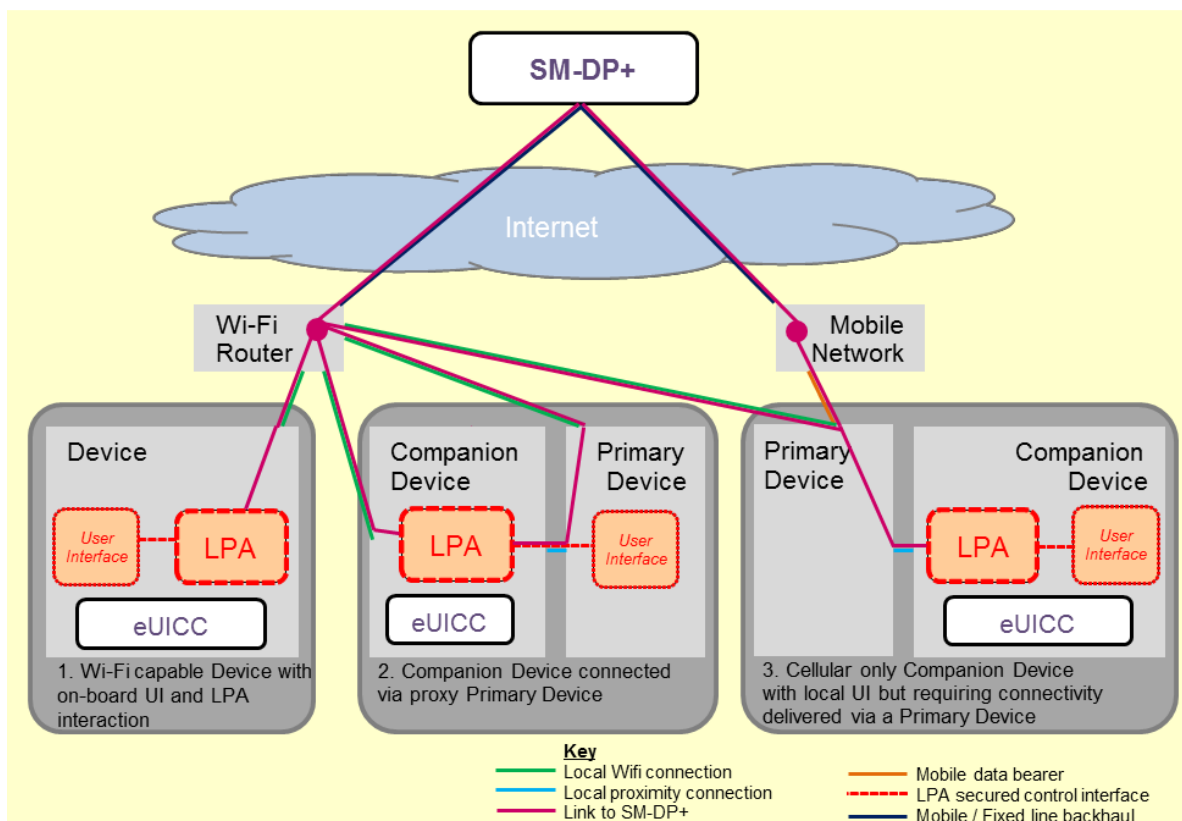 SM-DP+
Internet
Wi-Fi
Router
Mobile
Network
Device
User
Interface
LPA
eUICC
1. Wi-Fi capable Device with
on-board UI and LPA
interaction
Companion
Device
Primary
Device
LPA
User
Interface
eUICC
2. Companion Device connected
via proxy Primary Device
Primary
Device
Companion
Device
LPA
User
Interface
eUICC
3. Cellular only Companion Device
with local UI but requiring connectivity
delivered via a Primary Device
Key
Local Wifi connection
Local proximity connection
Link to SM-DP+
Mobile data bearer
LPA secured control interface
Mobile / Fixed line backhaul